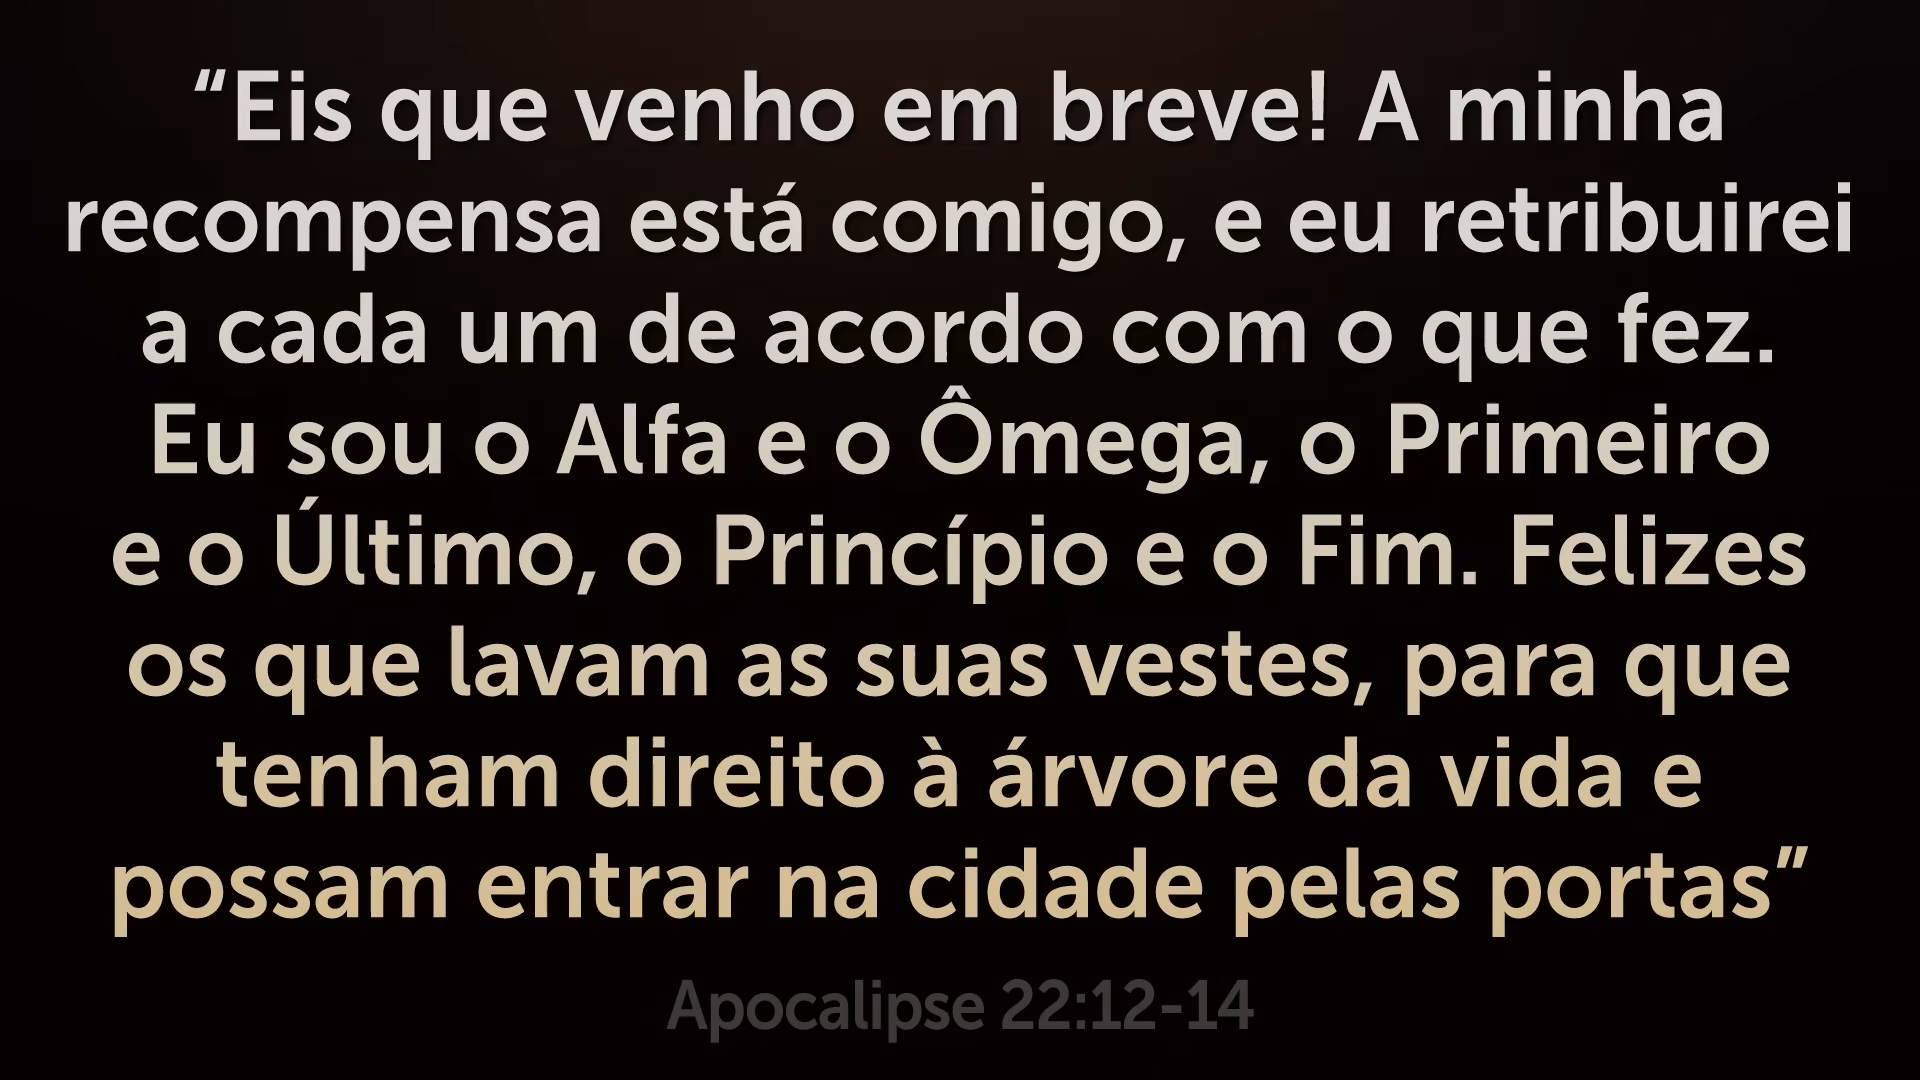 “Eis que venho em breve! A minha
recompensa está comigo, e eu retribuirei
a cada um de acordo com o que fez.
Eu sou o Alfa e o Ômega, o Primeiro
e o Último, o Princípio e o Fim. Felizes
os que lavam as suas vestes, para que
tenham direito à árvore da vida e
possam entrar na cidade pelas portas”
Apocalipse 22:12-14